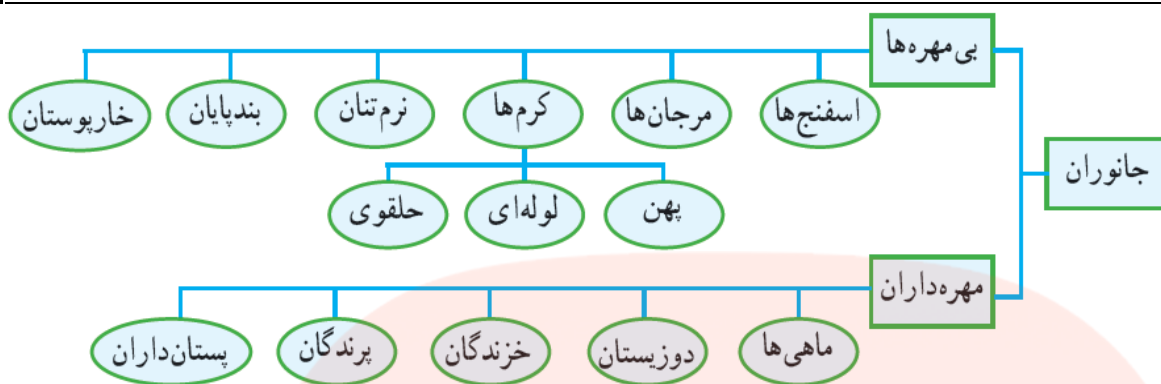 جانوران
بی‌مهره‌ها
اسفنج‌ها
مرجان‌ها
کرم‌ها
نرم‌تنان
بندپایان
خارپوستان
پهن
لوله‌ای
حلقوی
مهره‌داران
ماهی‌ها
دوزیستان
خزندگان
پرندگان
پستان‌داران